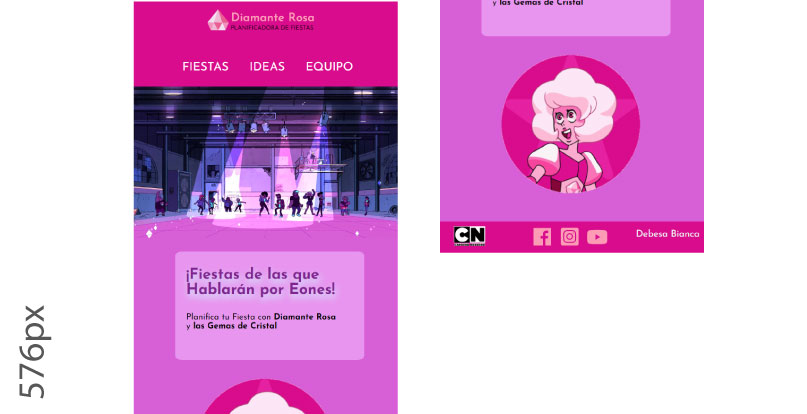 Diamante Rosa
PLANIFICADORA DE FIESTAS
FIESTAS IDEAS EQUIPO
¡Fiestas de las que
Hablarán por Eones!
Planifica tu Fiesta con Diamante Rosa
y las Gemas de Cristal
576px
y las Gemas de Cristal
CN
Debesa Bianca